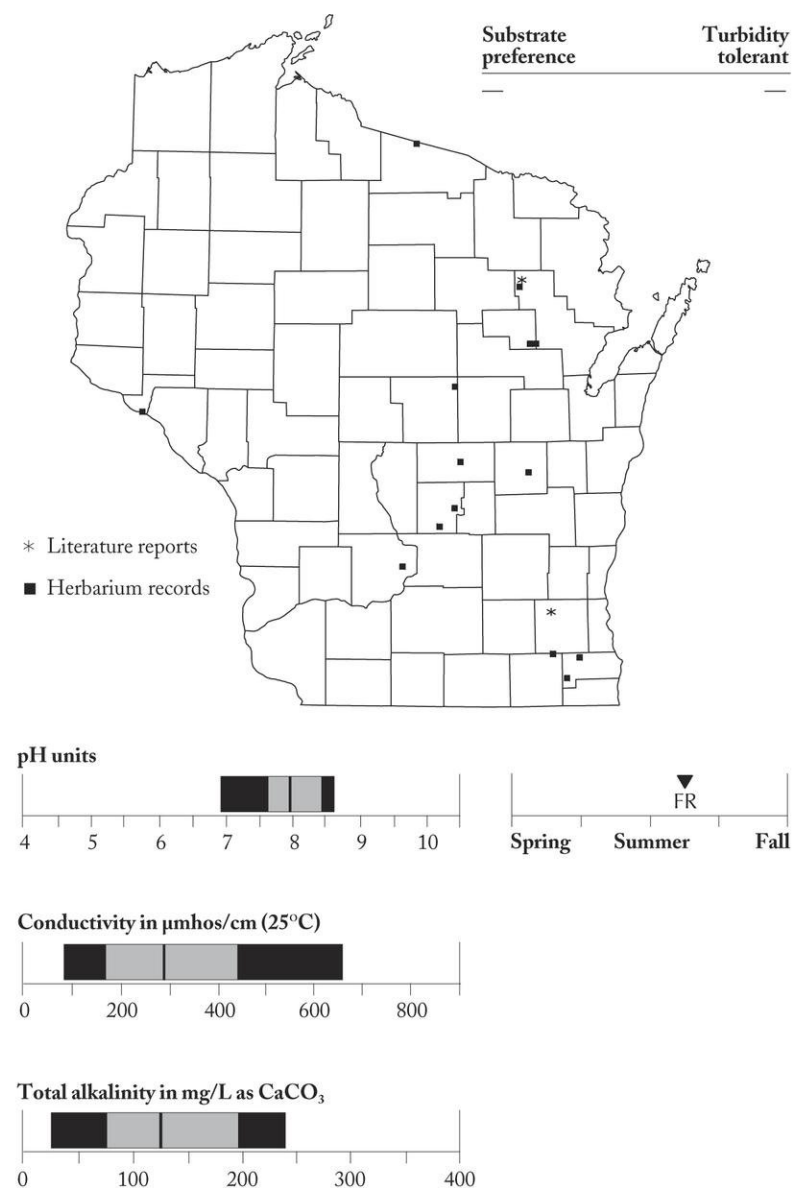 Substrate preference
Turbidity tolerant
— —
* Literature reports
■ Herbarium records
pH units
4 5 6 7 8 9 10
FR
Spring Summer Fall
Conductivity in µmhos/cm (25°C)
0 200 400 600 800
Total alkalinity in mg/L as CaCO₃
0 100 200 300 400